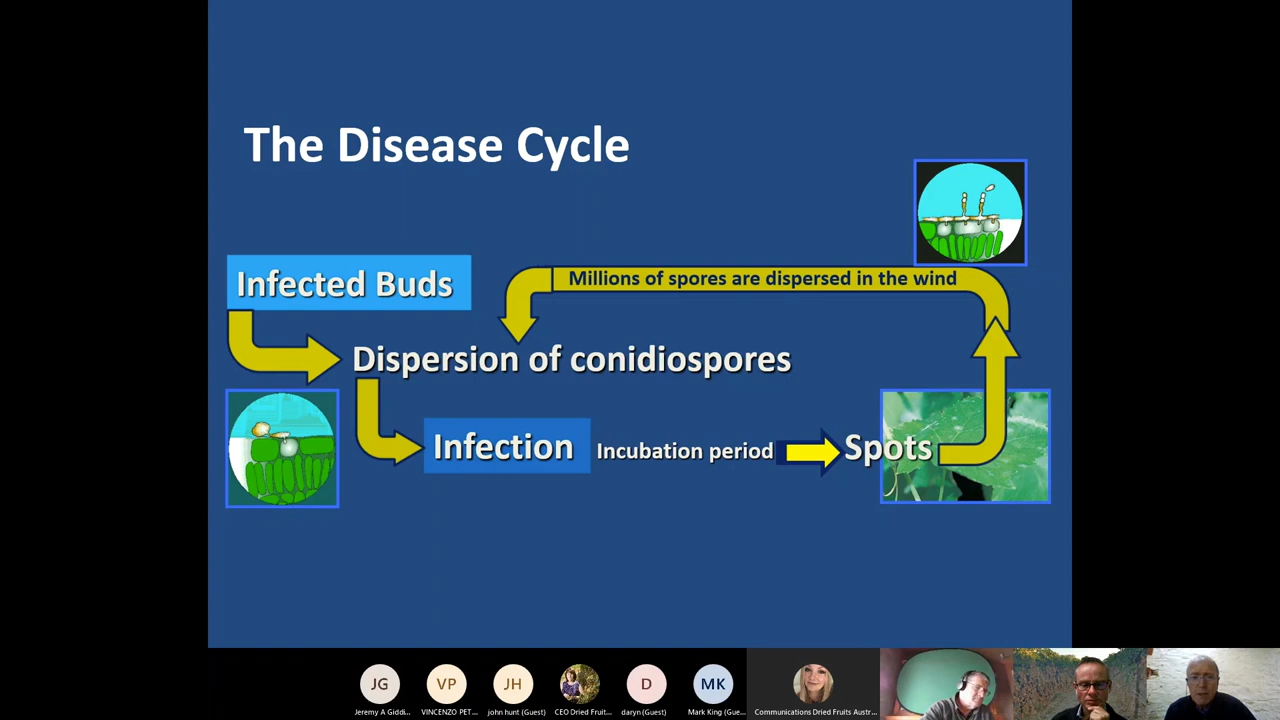 The Disease Cycle
Infected Buds
Millions of spores are dispersed in the wind
Dispersion of conidiospores
Infection
Incubation period
Spots
JG
VP
JH
D
MK
Jeremy A Giddi...
VINCENZO PET...
john hunt (Guest)
CEO Dried Fruit...
daryn (Guest)
Mark King (Gue...
Communications Dried Fruits Austr...